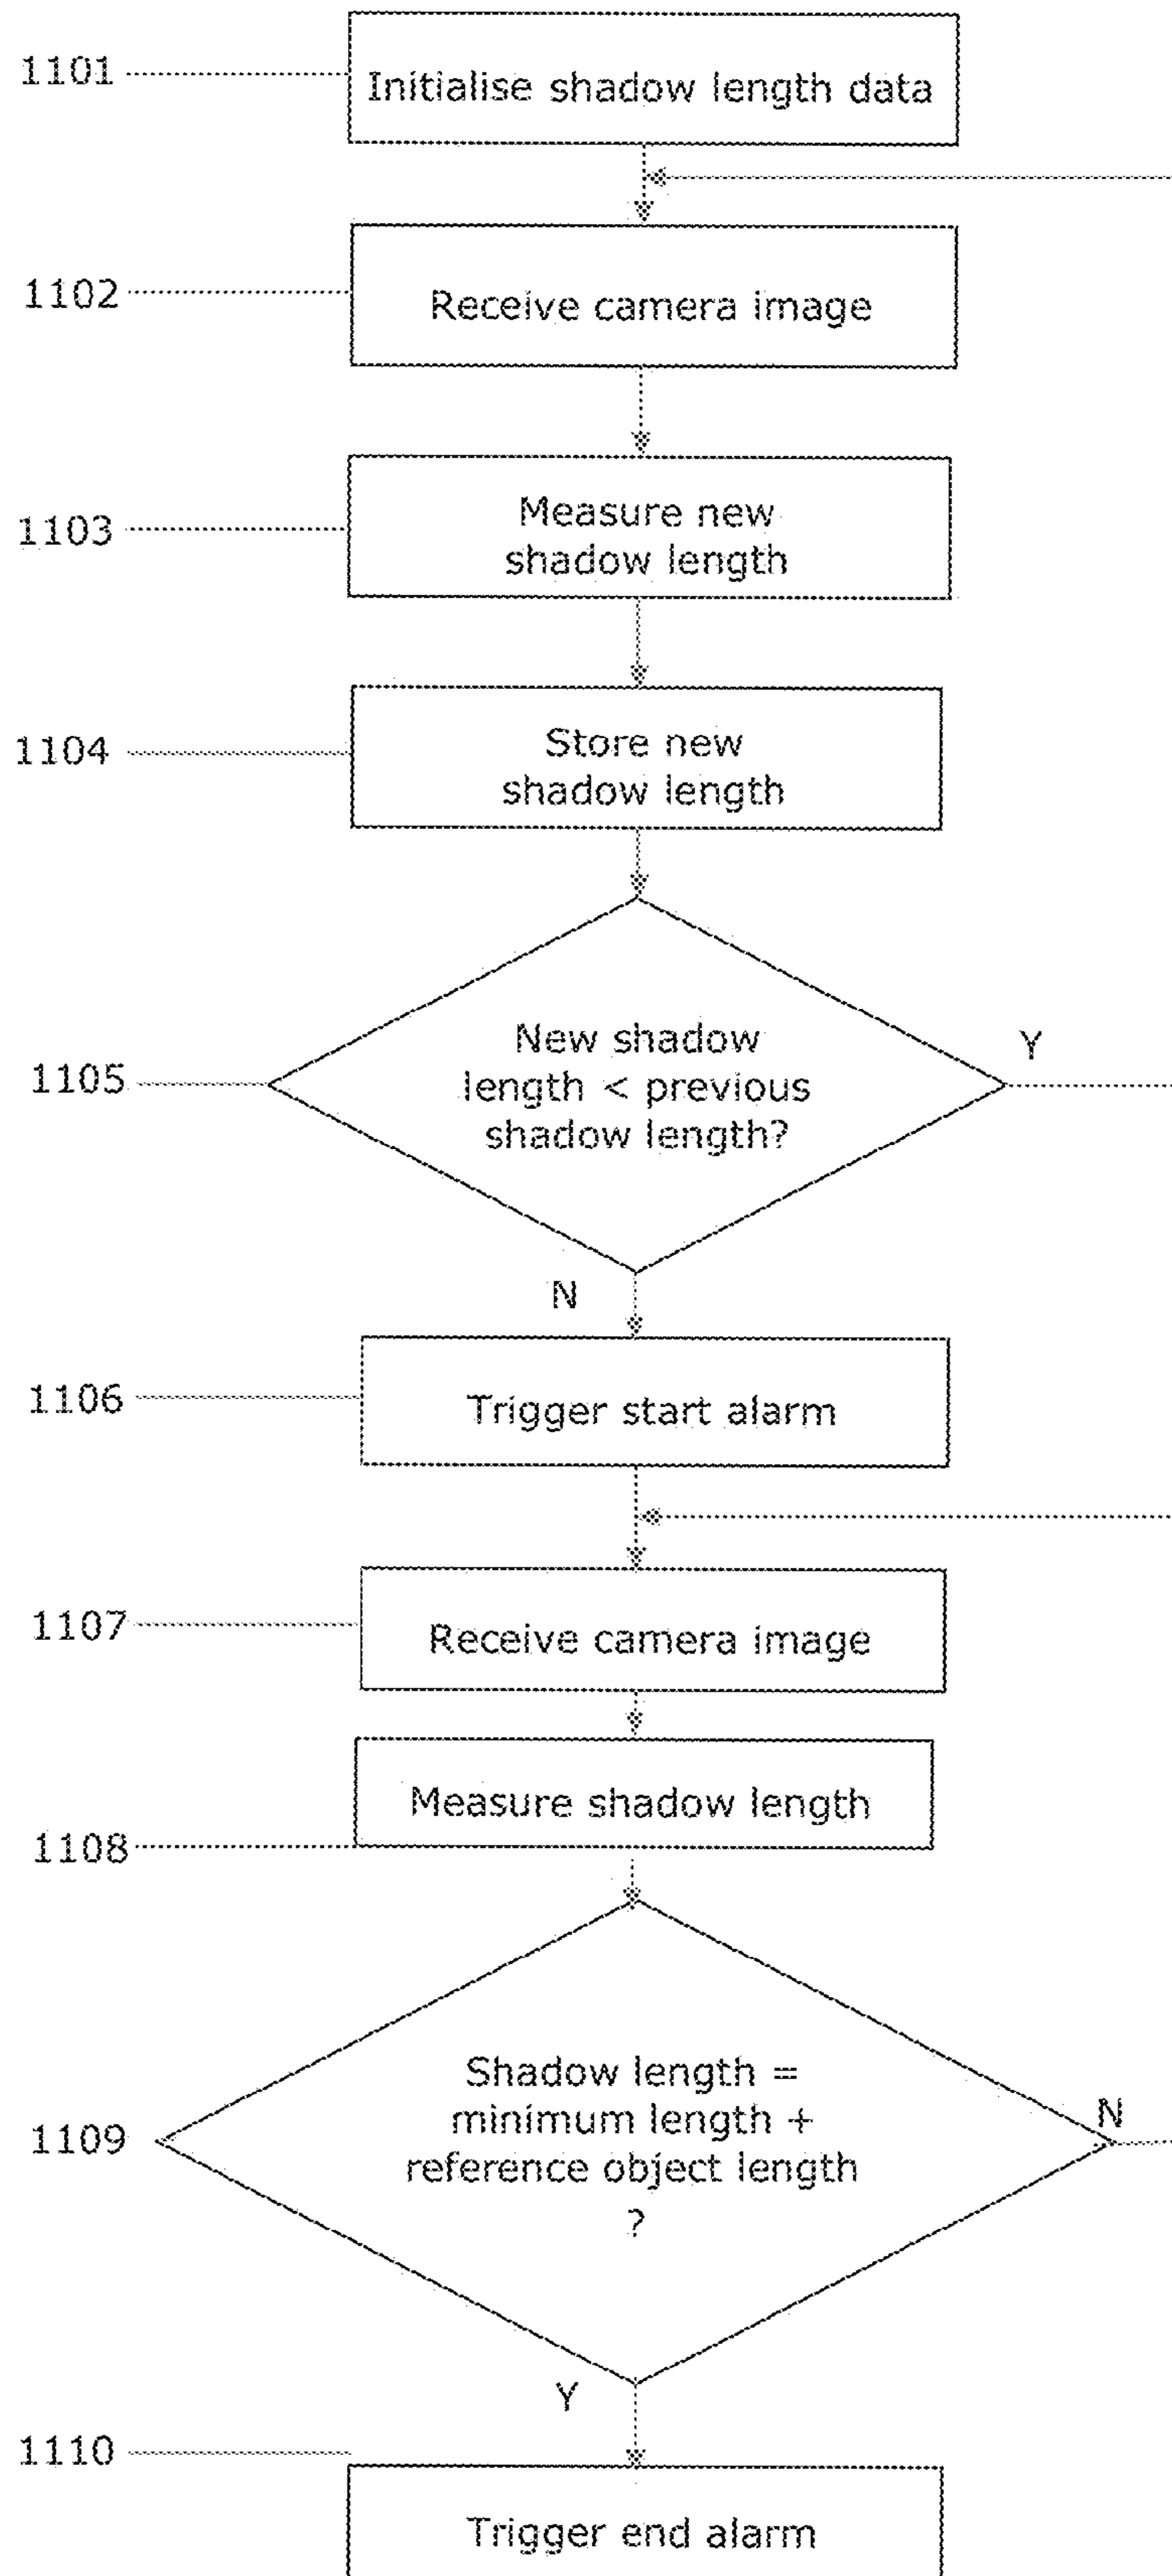 1101
Initialise shadow length data
1102
Receive camera image
1103
Measure new
shadow length
1104
Store new
shadow length
1105
New shadow
length < previous
shadow length?
Y
N
1106
Trigger start alarm
1107
Receive camera image
Measure shadow length
1108
1109
Shadow length =
minimum length +
reference object length
?
N
Y
1110
Trigger end alarm